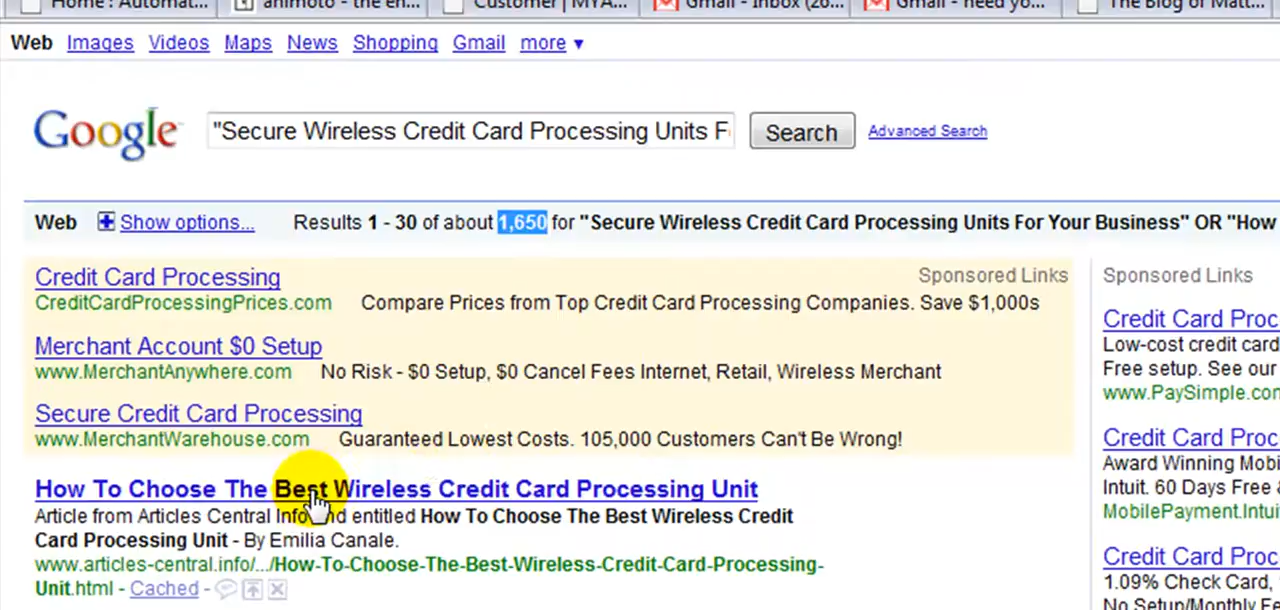 Home : Automat...
animoto - the en...
Customer | MYA...
Gmail - Inbox (20...
Gmail - need yo...
The Blog of Matt...
Web Images Videos Maps News Shopping Gmail more ▼
Google
"Secure Wireless Credit Card Processing Units F
Search
Advanced Search
Web + Show options... Results 1 - 30 of about 1,650 for "Secure Wireless Credit Card Processing Units For Your Business" OR "How
Credit Card Processing
Sponsored Links
CreditCardProcessingPrices.com Compare Prices from Top Credit Card Processing Companies. Save $1,000s
Merchant Account $0 Setup
www.MerchantAnywhere.com No Risk - $0 Setup, $0 Cancel Fees Internet, Retail, Wireless Merchant
Secure Credit Card Processing
www.MerchantWarehouse.com Guaranteed Lowest Costs. 105,000 Customers Can't Be Wrong!
How To Choose The Best Wireless Credit Card Processing Unit
Article from Articles Central Info and entitled How To Choose The Best Wireless Credit
Card Processing Unit - By Emilia Canale.
www.articles-central.info/.../How-To-Choose-The-Best-Wireless-Credit-Card-Processing-
Unit.html - Cached -
Sponsored Links
Credit Card Proc
Low-cost credit card
Free setup. See our
www.PaySimple.com
Credit Card Proc
Award Winning Mobi
Intuit. 60 Days Free &
MobilePayment.Intui
Credit Card Proc
1.09% Check Card,
No Setup/Monthly Fe